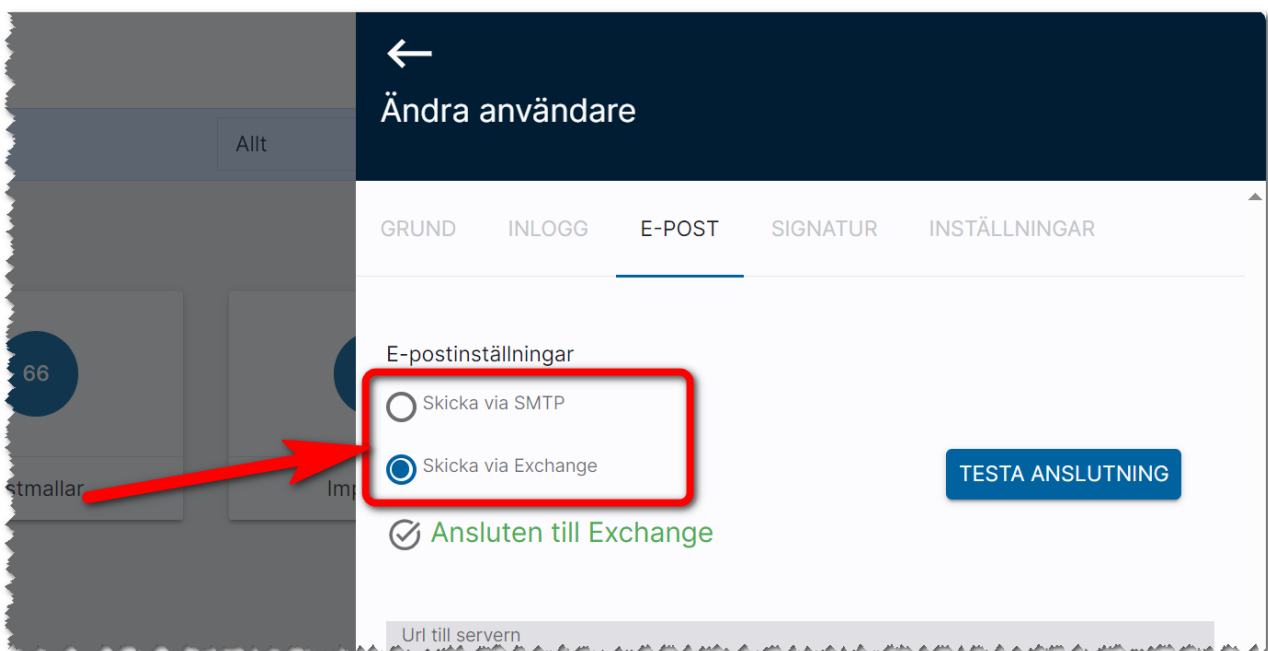 Ändra användare
Allt
GRUND INLOGG E-POST SIGNATUR INSTÄLLNINGAR
E-postinställningar
66
Skicka via SMTP
Skicka via Exchange
TESTA ANSLUTNING
stmallar
Imp
Ansluten till Exchange
Url till servern